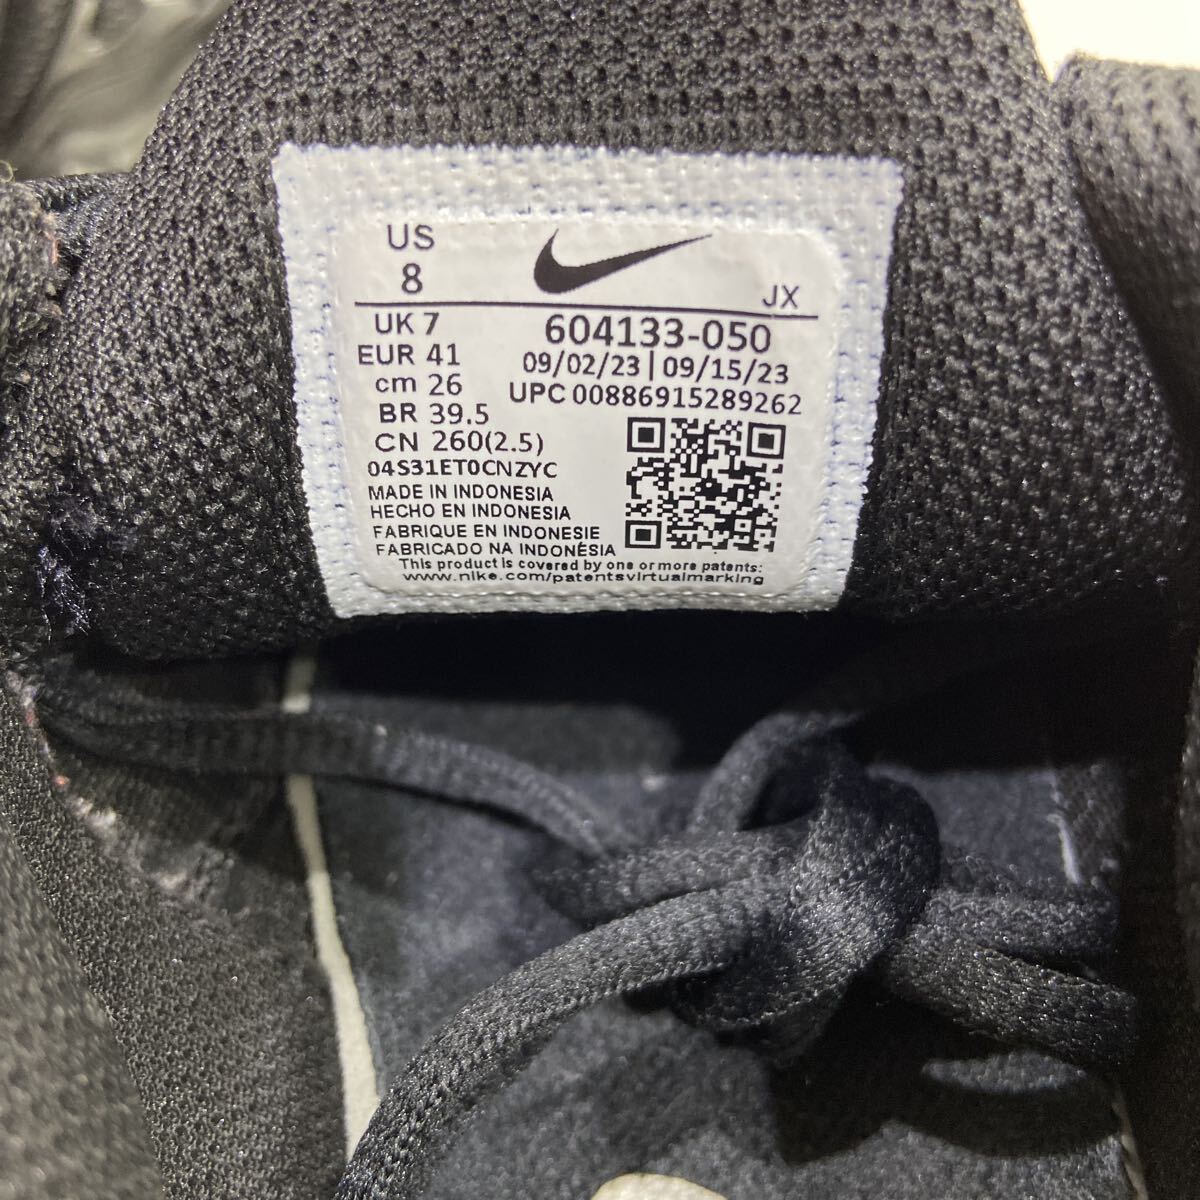 US
8
JX
UK 7
604133-050
EUR 41
09/02/23 | 09/15/23
cm 26
UPC 00886915289262
BR 39.5
CN 260(2.5)
04S31ET0CNZYC
MADE IN INDONESIA
HECHO EN INDONESIA
FABRIQUE EN INDONESIE
FABRICADO NA INDONÉSIA
This product is covered by one or more patents:
www.nike.com/patentsvirtualmarking